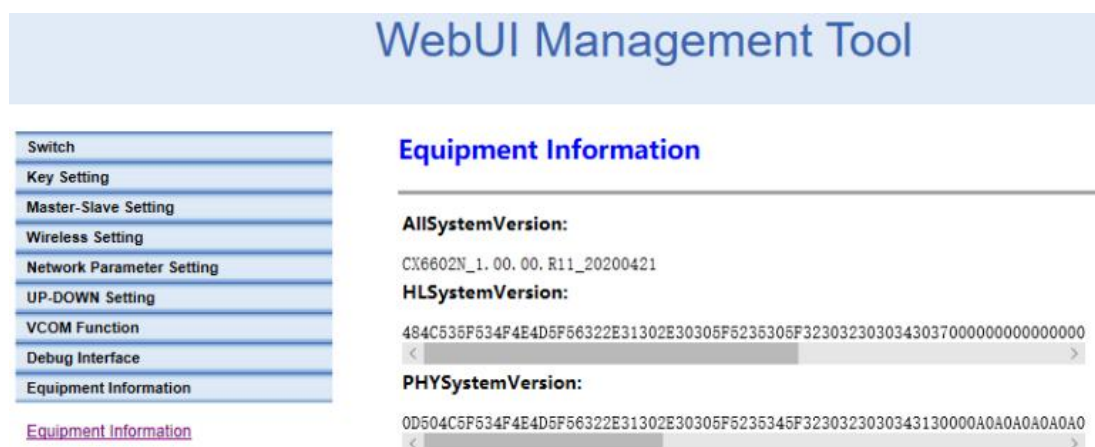 WebUI Management Tool
Switch
Key Setting
Master-Slave Setting
Wireless Setting
Network Parameter Setting
UP-DOWN Setting
VCOM Function
Debug Interface
Equipment Information
Equipment Information
Equipment Information
AllSystemVersion:
CX6602N_1.00.00.R11_20200421
HLSystemVersion:
484C535F534F4E4D5F56322E31302E30305F5235305F3230323030343037000000000000000
PHYSystemVersion:
0D504C5F534F4E4D5F56322E31302E30305F5235345F3230323030343130000A0A0A0A0A0A0